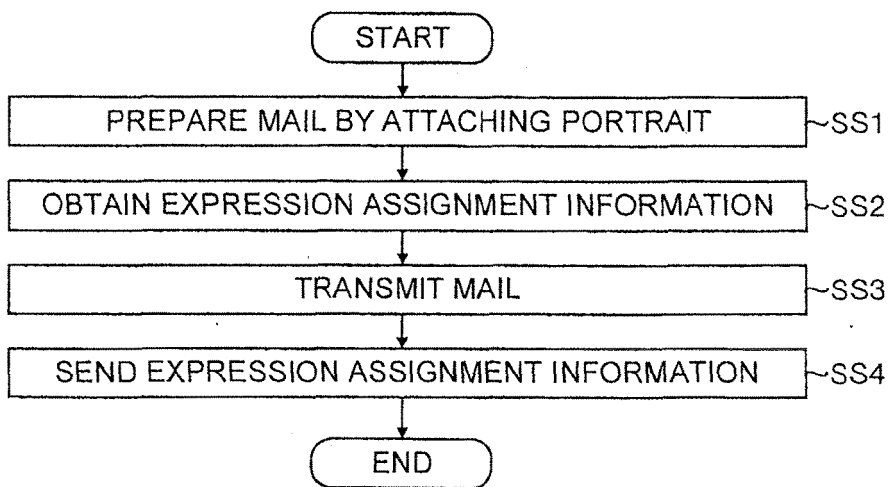 START
PREPARE MAIL BY ATTACHING PORTRAIT ~SS1
OBTAIN EXPRESSION ASSIGNMENT INFORMATION ~SS2
TRANSMIT MAIL ~SS3
SEND EXPRESSION ASSIGNMENT INFORMATION ~SS4
END